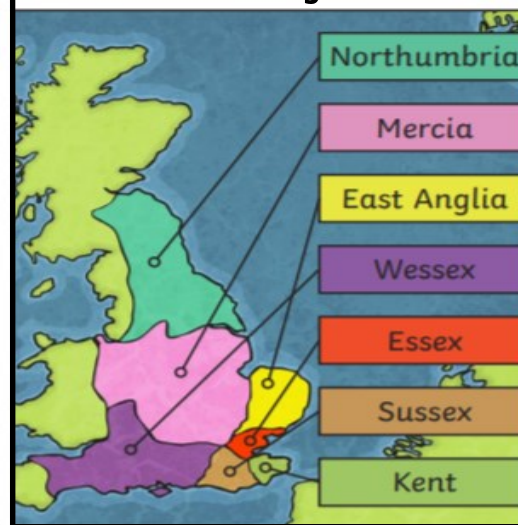 Northumbria
Mercia
East Anglia
Wessex
Essex
Sussex
Kent